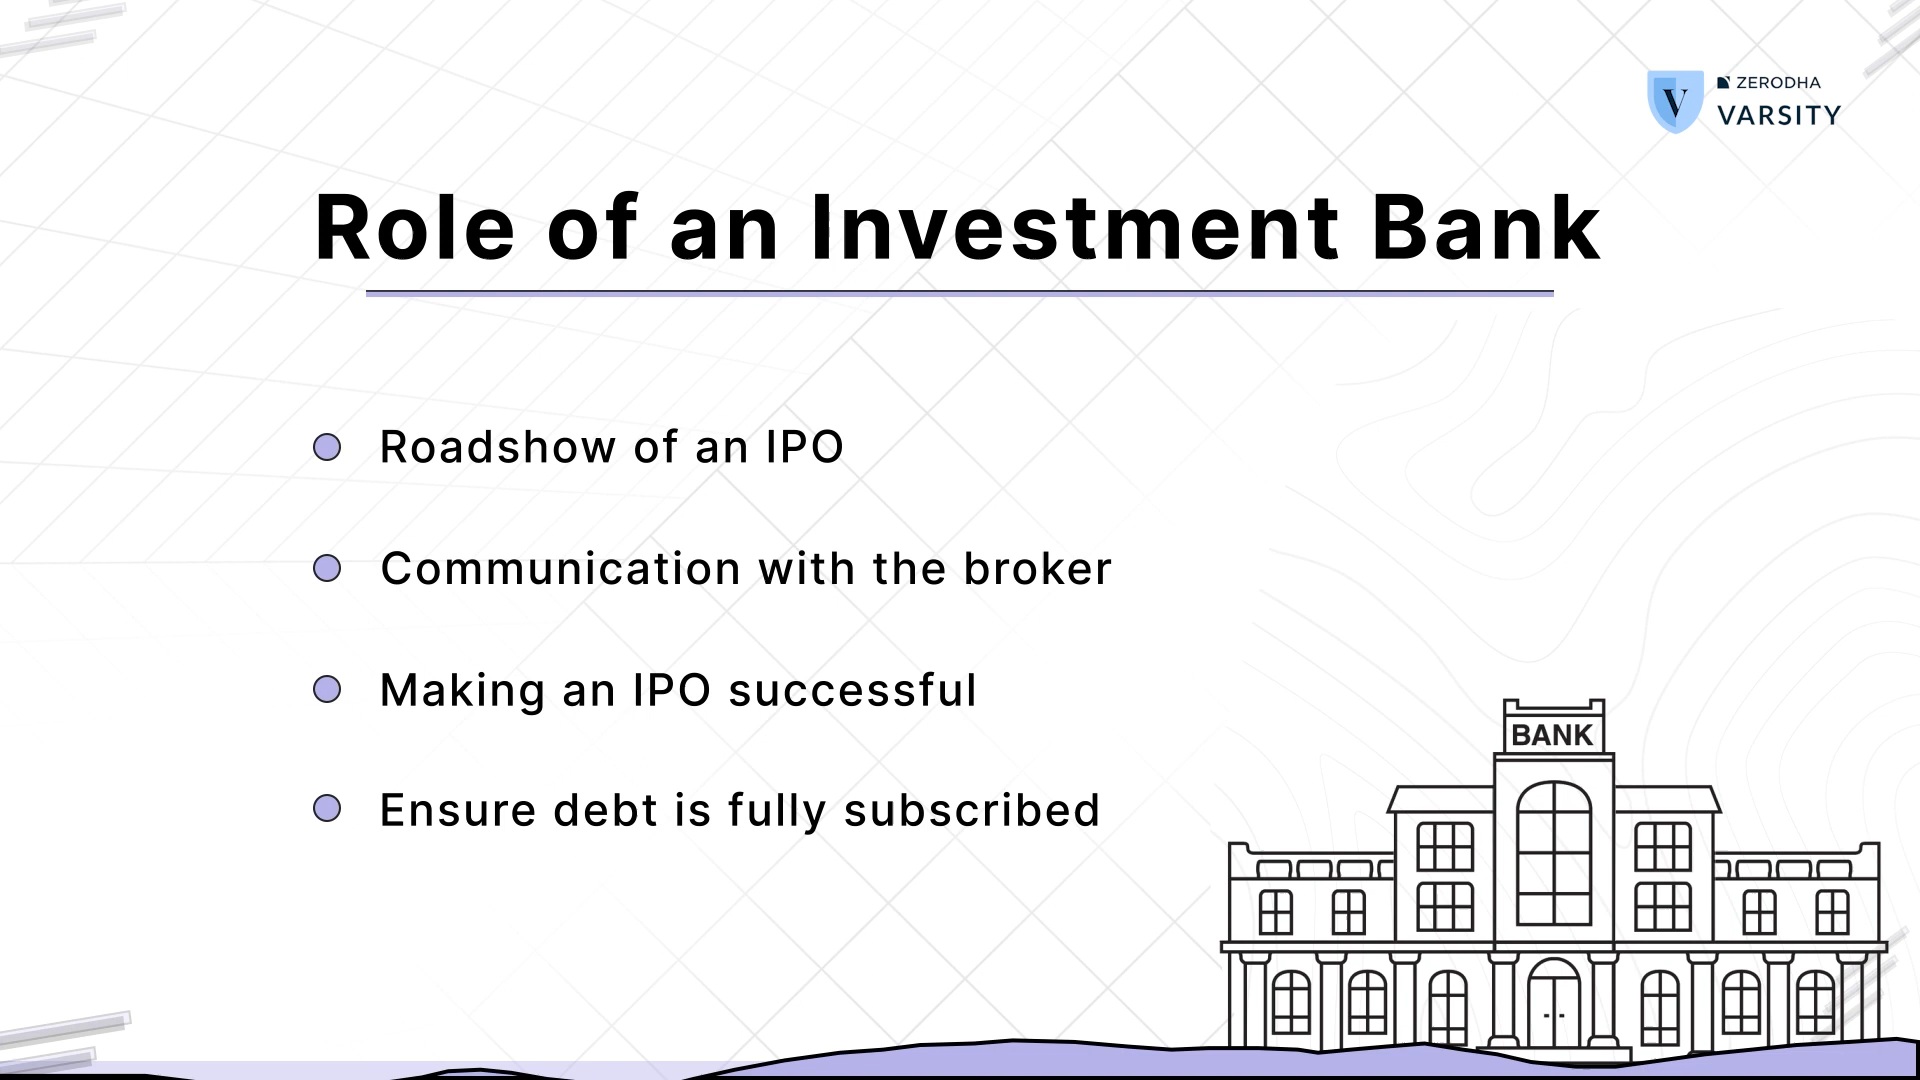 V
ZERODHA
VARSITY
Role of an Investment Bank
Roadshow of an IPO
Communication with the broker
Making an IPO successful
Ensure debt is fully subscribed
BANK